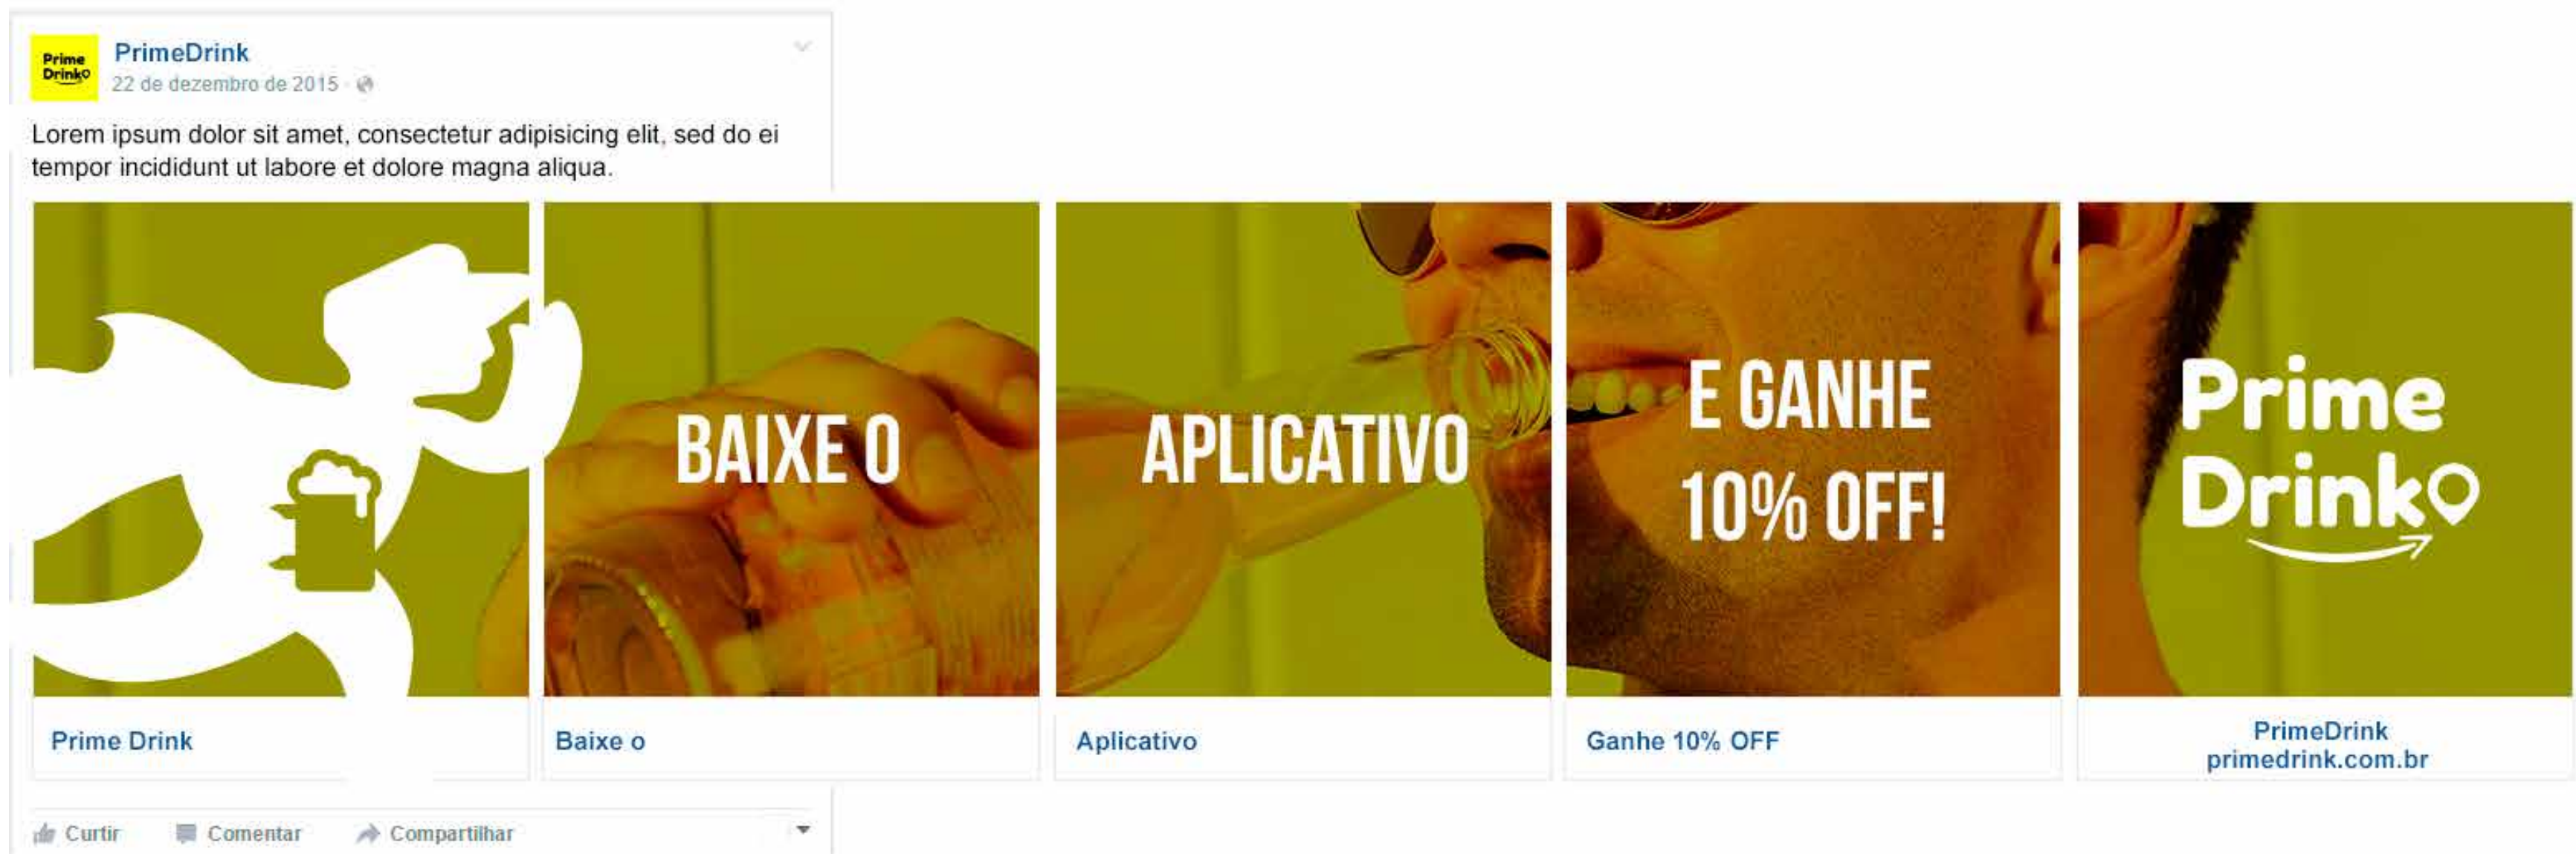 Prime
Drink
PrimeDrink
22 de dezembro de 2015
Lorem ipsum dolor sit amet, consectetur adipisicing elit, sed do ei
tempor incididunt ut labore et dolore magna aliqua.
BAIXE O
APLICATIVO
E GANHE
10% OFF!
Prime
Drink
Prime Drink
Baixe o
Aplicativo
Ganhe 10% OFF
PrimeDrink
primedrink.com.br
Curtir
Comentar
Compartilhar